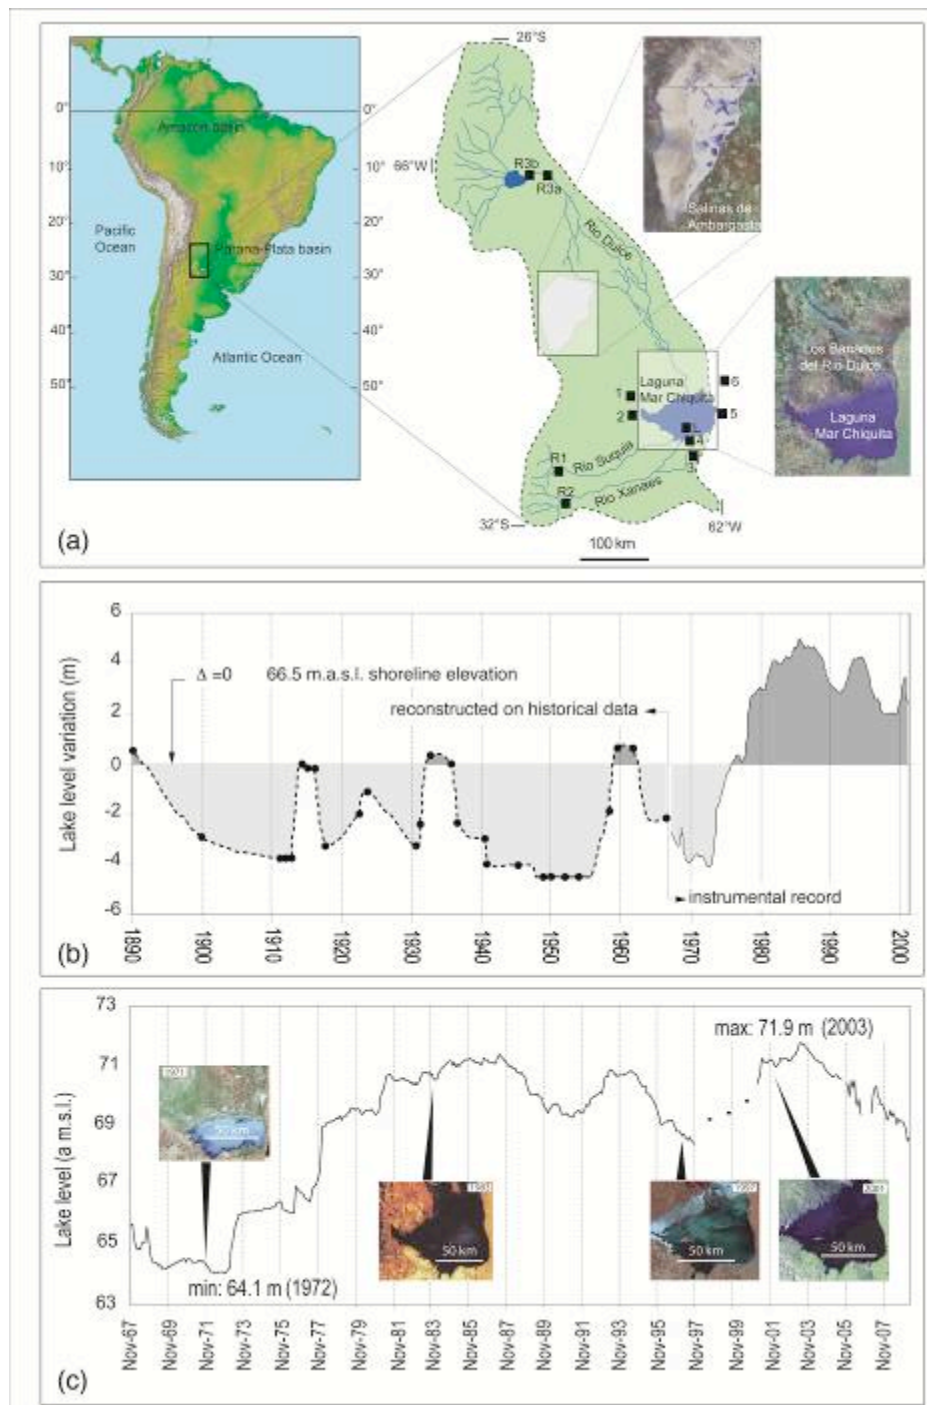 26°S
0°
Amazon basin
0°
10°
10°
66°W
R3b
R3a
Salinas de
Ambargasta
20°
20°
Rio Dulce
Pacific
Ocean
Parana-Plata basin
30°
30°
40°
40°
Atlantic Ocean
Los Bañados
del Rio Dulce
50°
50°
Laguna
Mar Chiquita
1
2
6
5
4
3
Laguna
Mar Chiquita
R1
Rio Suquia
R2
Rio Xanaes
32°S
62°W
(a)
100 km
6
4
2
0
-2
-4
-6
Lake level variation (m)
Δ =0 66.5 m.a.s.l. shoreline elevation
reconstructed on historical data
instrumental record
1890
1900
1910
1920
1930
1940
1950
1960
1970
1980
1990
2000
(b)
73
71
69
67
65
63
Lake level (a m.s.l.)
max: 71.9 m (2003)
1971
50 km
50 km
1997
50 km
2001
50 km
min: 64.1 m (1972)
Nov-67
Nov-69
Nov-71
Nov-73
Nov-75
Nov-77
Nov-79
Nov-81
Nov-83
Nov-85
Nov-87
Nov-89
Nov-91
Nov-93
Nov-95
Nov-97
Nov-99
Nov-01
Nov-03
Nov-05
Nov-07
(c)